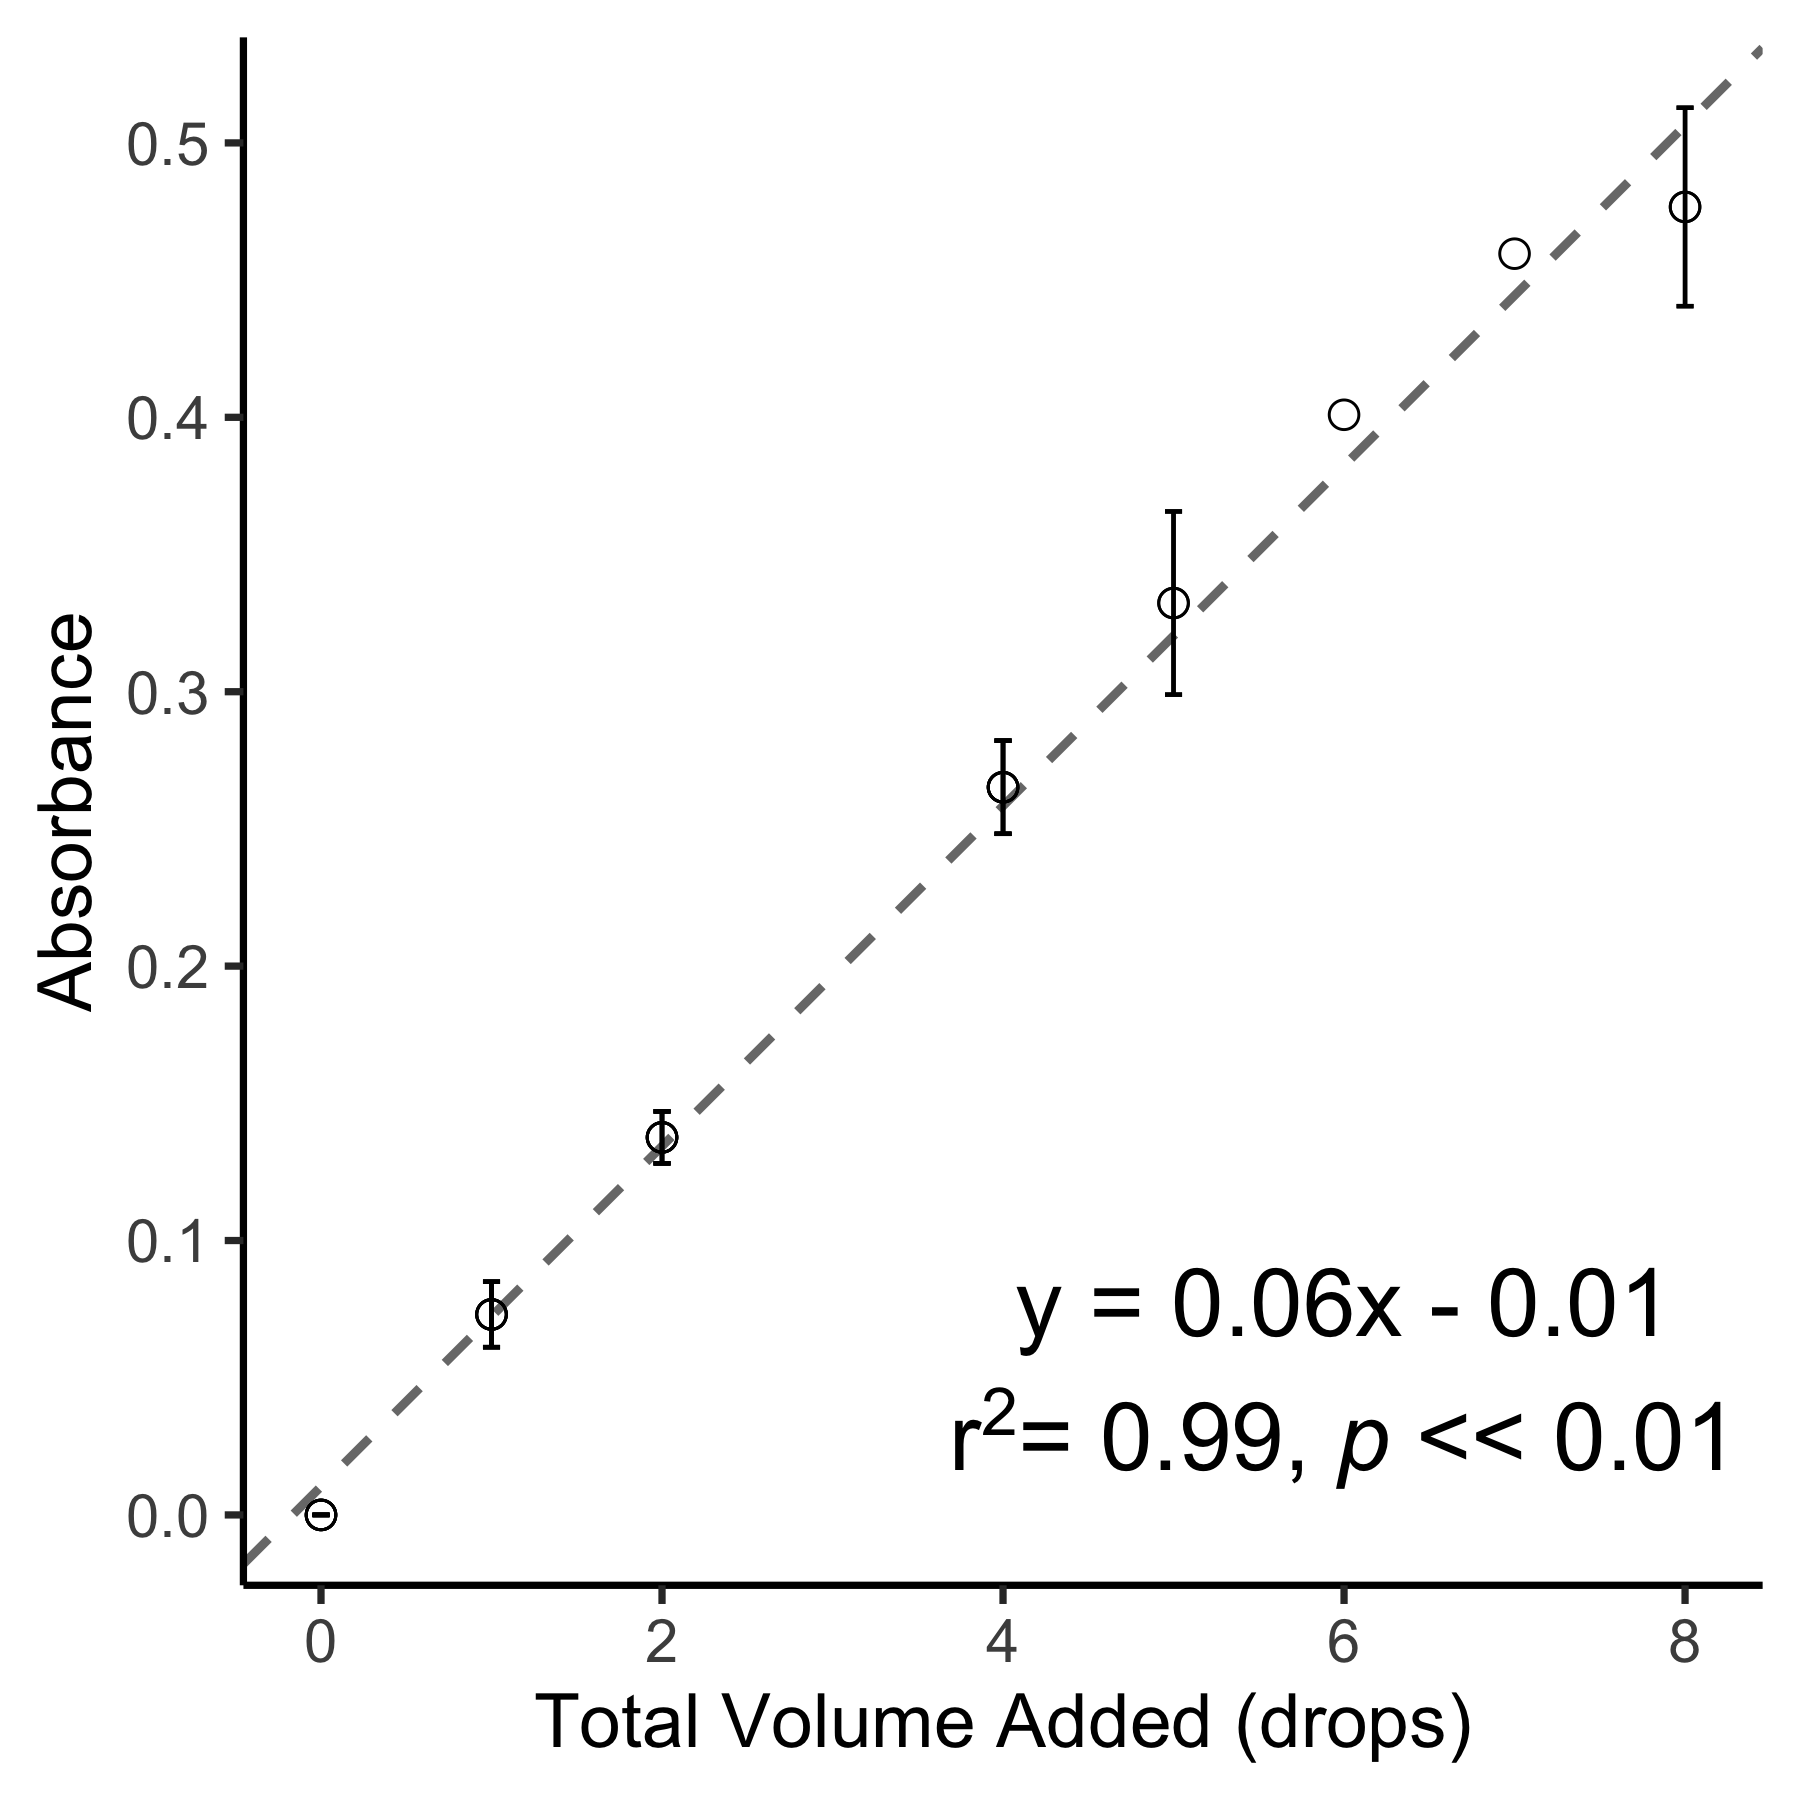 0.5
0.4
0.3
0.2
0.1
0.0
Absorbance
y = 0.06x - 0.01
r²= 0.99, p << 0.01
0 2 4 6 8
Total Volume Added (drops)